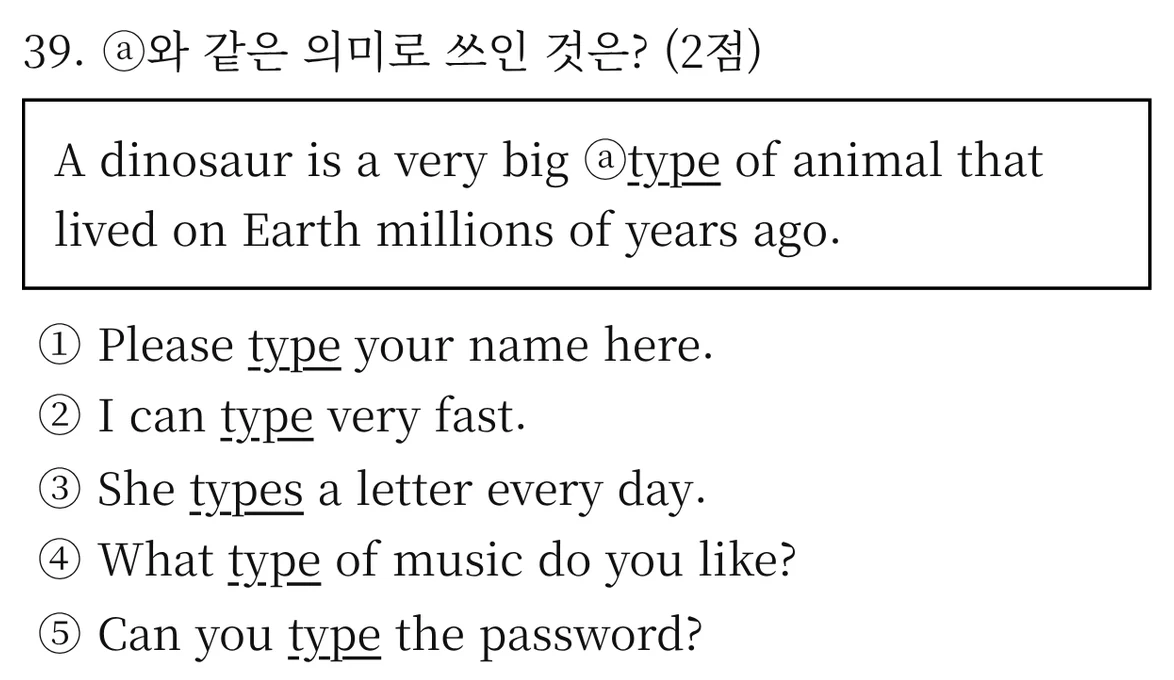 39. ⓐ와 같은 의미로 쓰인 것은? (2점)
A dinosaur is a very big ⓐtype of animal that
lived on Earth millions of years ago.
① Please type your name here.
② I can type very fast.
③ She types a letter every day.
④ What type of music do you like?
⑤ Can you type the password?